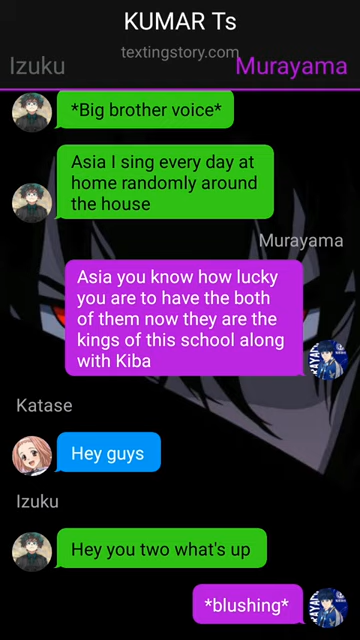 KUMAR Ts
textingstory.com
Izuku
Murayama
*Big brother voice*
Asia I sing every day at
home randomly around
the house
Murayama
Asia you know how lucky
you are to have the both
of them now they are the
kings of this school along
with Kiba
Katase
Hey guys
Izuku
Hey you two what's up
*blushing*